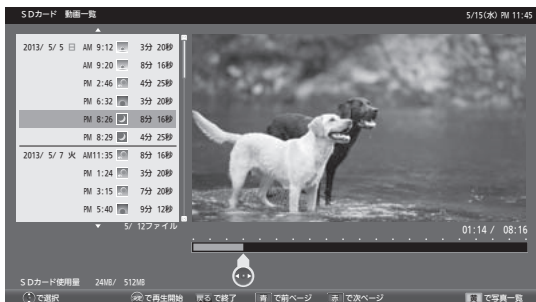 SDカード 動画一覧
5/15(水) PM 11:45
2013/ 5/ 5 日 AM 9:12 3分 20秒
AM 9:20 8分 16秒
PM 2:46 4分 25秒
PM 6:32 3分 20秒
PM 8:26 8分 16秒
PM 8:29 4分 25秒
2013/ 5/ 7 火 AM11:35 8分 16秒
PM 1:24 3分 20秒
PM 3:15 7分 20秒
PM 5:40 9分 12秒
5/ 12ファイル
01:14 / 08:16
SDカード使用量 24MB/ 512MB
で選択 決定 で再生開始 戻る で終了 青 で前ページ 赤 で次ページ 黄 で写真一覧